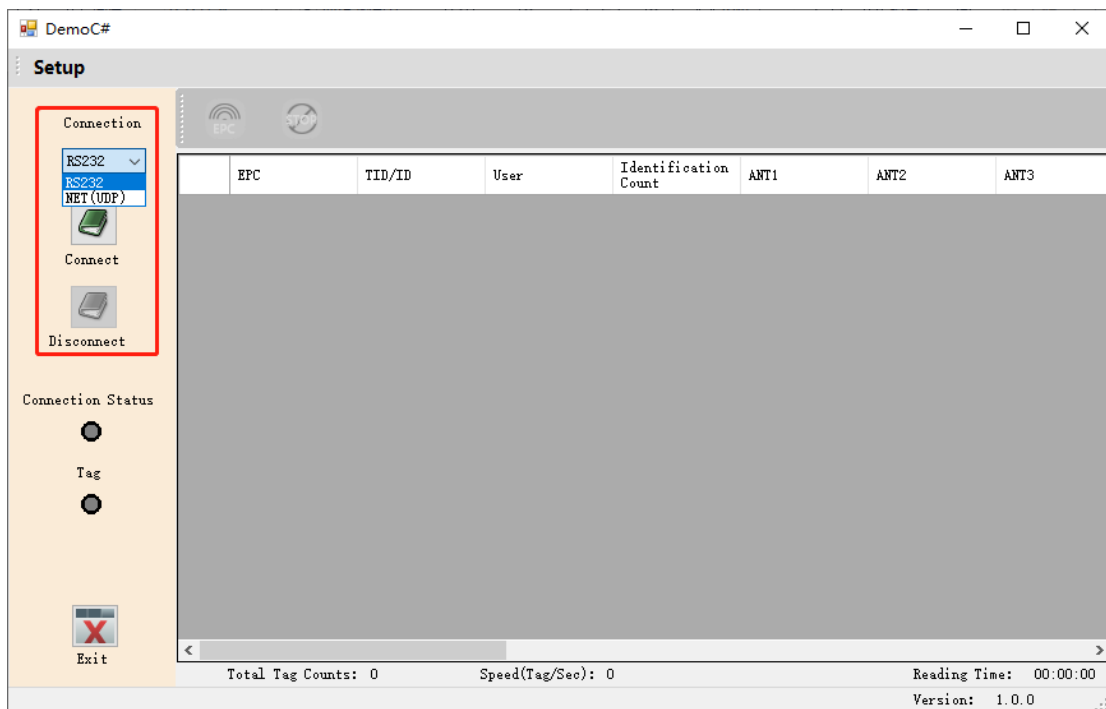 DemoC#
Setup
Connection
RS232
RS232
NET(UDP)
Connect
Disconnect
Connection Status
Tag
Exit
EPC
STOP
EPC TID/ID User Identification Count ANT1 ANT2 ANT3
Total Tag Counts: 0 Speed(Tag/Sec): 0 Reading Time: 00:00:00
Version: 1.0.0